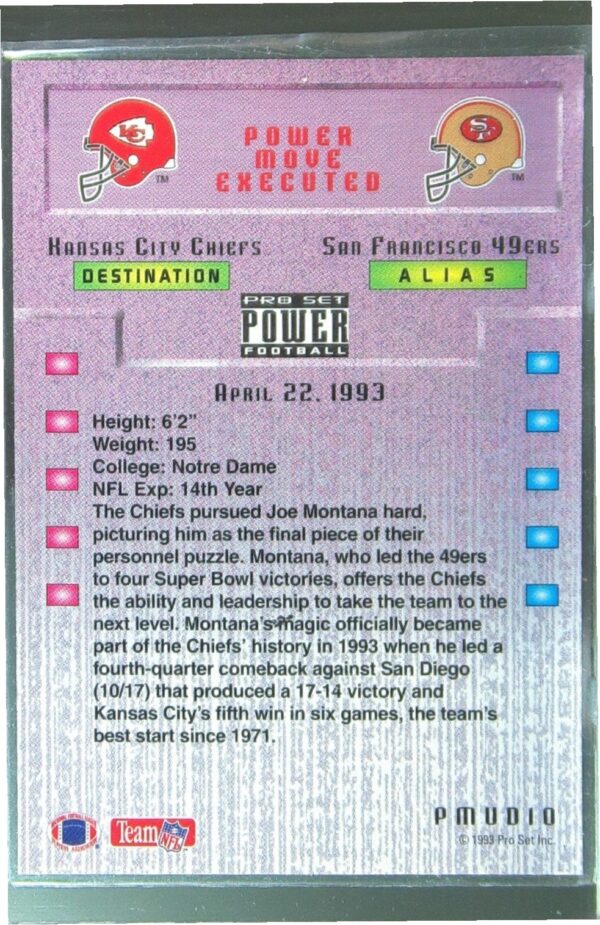 KC
SF
POWER
MOVE
EXECUTED
TM
TM
KANSAS CITY CHIEFS
SAN FRANCISCO 49ERS
DESTINATION
ALIAS
PRO SET
POWER
FOOTBALL
APRIL 22, 1993
Height: 6'2"
Weight: 195
College: Notre Dame
NFL Exp: 14th Year
The Chiefs pursued Joe Montana hard,
picturing him as the final piece of their
personnel puzzle. Montana, who led the 49ers
to four Super Bowl victories, offers the Chiefs
the ability and leadership to take the team to the
next level. Montana's magic officially became
part of the Chiefs' history in 1993 when he led a
fourth-quarter comeback against San Diego
(10/17) that produced a 17-14 victory and
Kansas City's fifth win in six games, the team's
best start since 1971.
Team NFL
PMUD10
© 1993 Pro Set Inc.